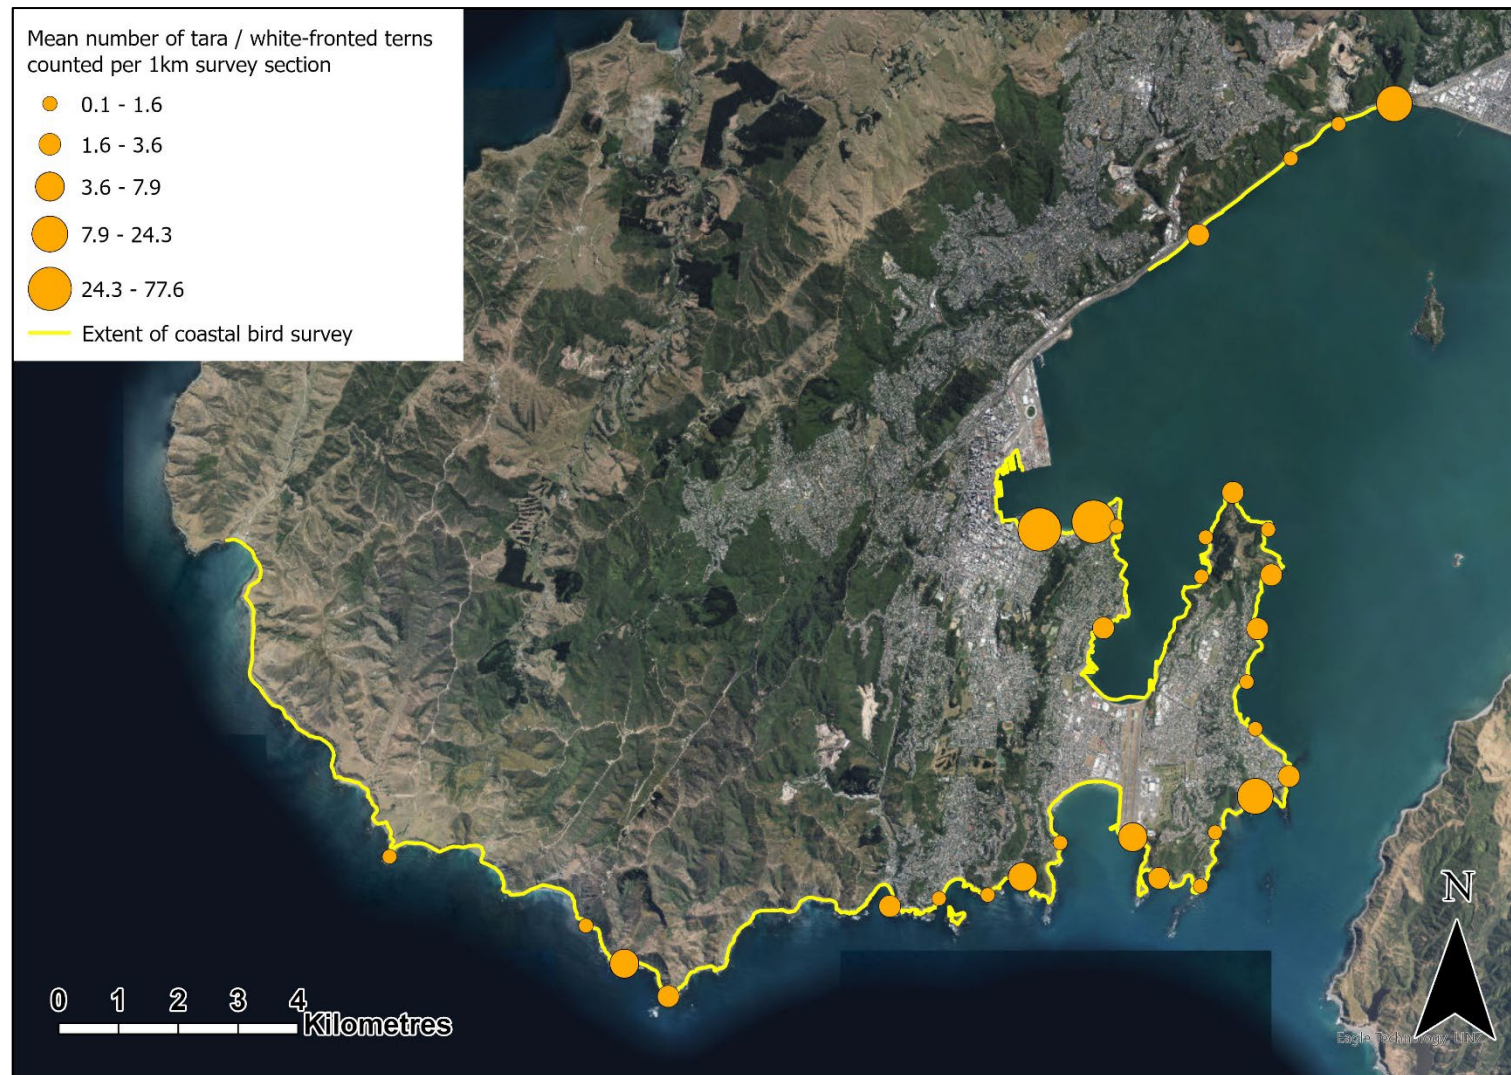 Mean number of tara / white-fronted terns
counted per 1km survey section
0.1 - 1.6
1.6 - 3.6
3.6 - 7.9
7.9 - 24.3
24.3 - 77.6
Extent of coastal bird survey
N
0 1 2 3 4
Kilometres
Eagle Technology, LINZ